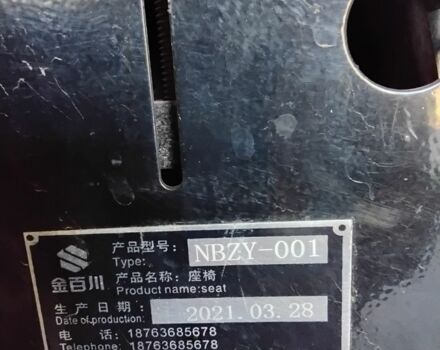 产品型号: NBZY-001
Type:
金百川
产品名称: 座椅
Product name:seat
生产日期: 2021.03.28
Date of production:
电 话: 18763685678
Telephone: 18763685678